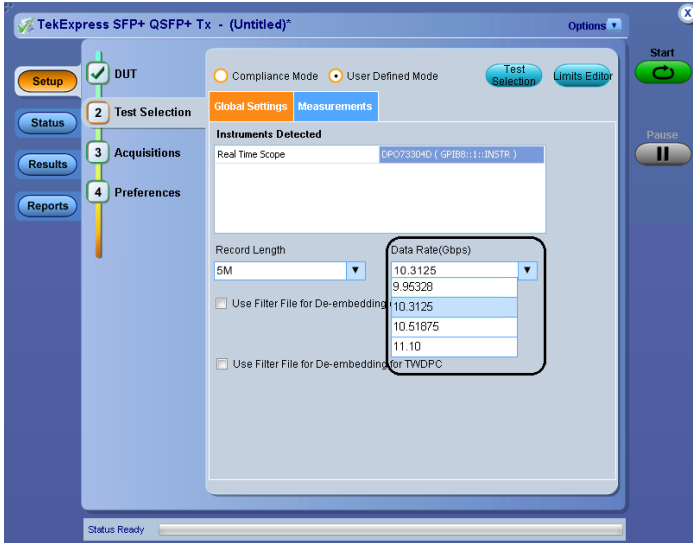 TekExpress SFP+ QSFP+ Tx - (Untitled)*
Options
x
Start
Setup
DUT
Compliance Mode
User Defined Mode
Test Selection
Limits Editor
Status
2 Test Selection
Global Settings
Measurements
Pause
Instruments Detected
3 Acquisitions
Real Time Scope
DPO73304D ( GPIB8::1::INSTR )
Results
4 Preferences
Reports
Record Length
Data Rate(Gbps)
5M
10.3125
9.95328
Use Filter File for De-embedding
10.3125
10.51875
11.10
Use Filter File for De-embedding for TWDPC
Status Ready